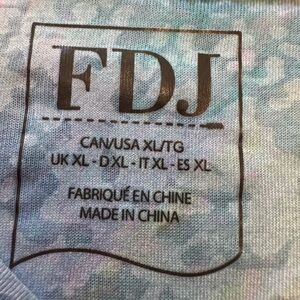 FDJ
CAN/USA XL/TG
UK XL - D XL - IT XL - ES XL
FABRIQUÉ EN CHINE
MADE IN CHINA